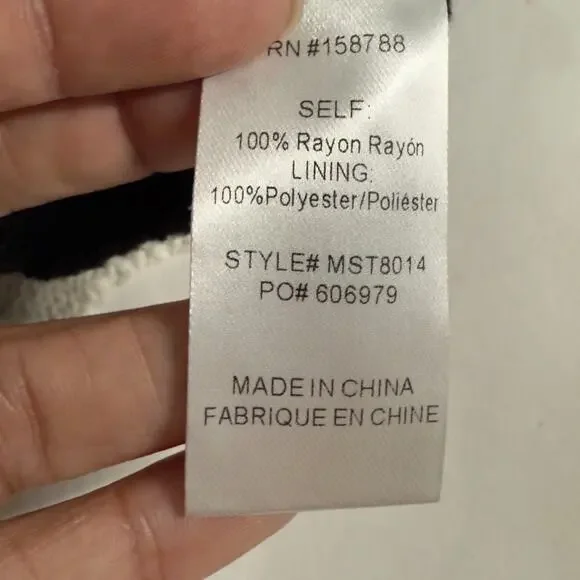 RN #158788
SELF:
100% Rayon Rayón
LINING:
100%Polyester/Poliéster
STYLE# MST8014
PO# 606979
MADE IN CHINA
FABRIQUE EN CHINE